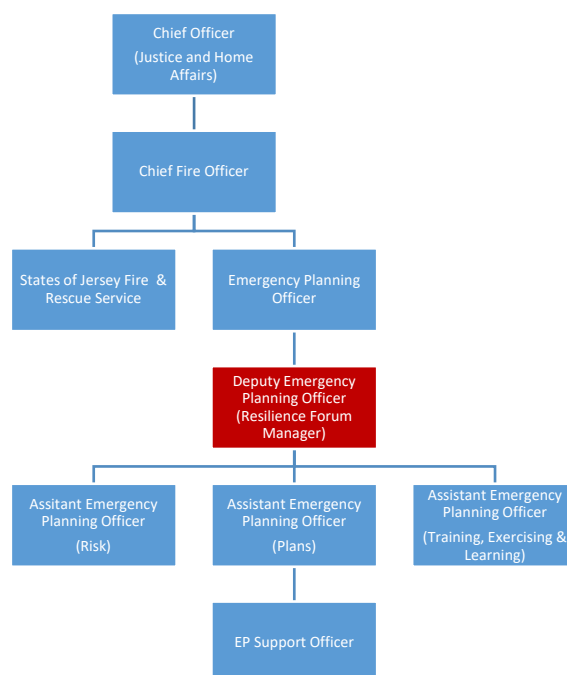 Chief Officer
(Justice and Home
Affairs)
Chief Fire Officer
States of Jersey Fire &
Rescue Service
Emergency Planning
Officer
Deputy Emergency
Planning Officer
(Resilience Forum
Manager)
Assitant Emergency
Planning Officer
(Risk)
Assistant Emergency
Planning Officer
(Plans)
Assistant Emergency
Planning Officer
(Training, Exercising &
Learning)
EP Support Officer